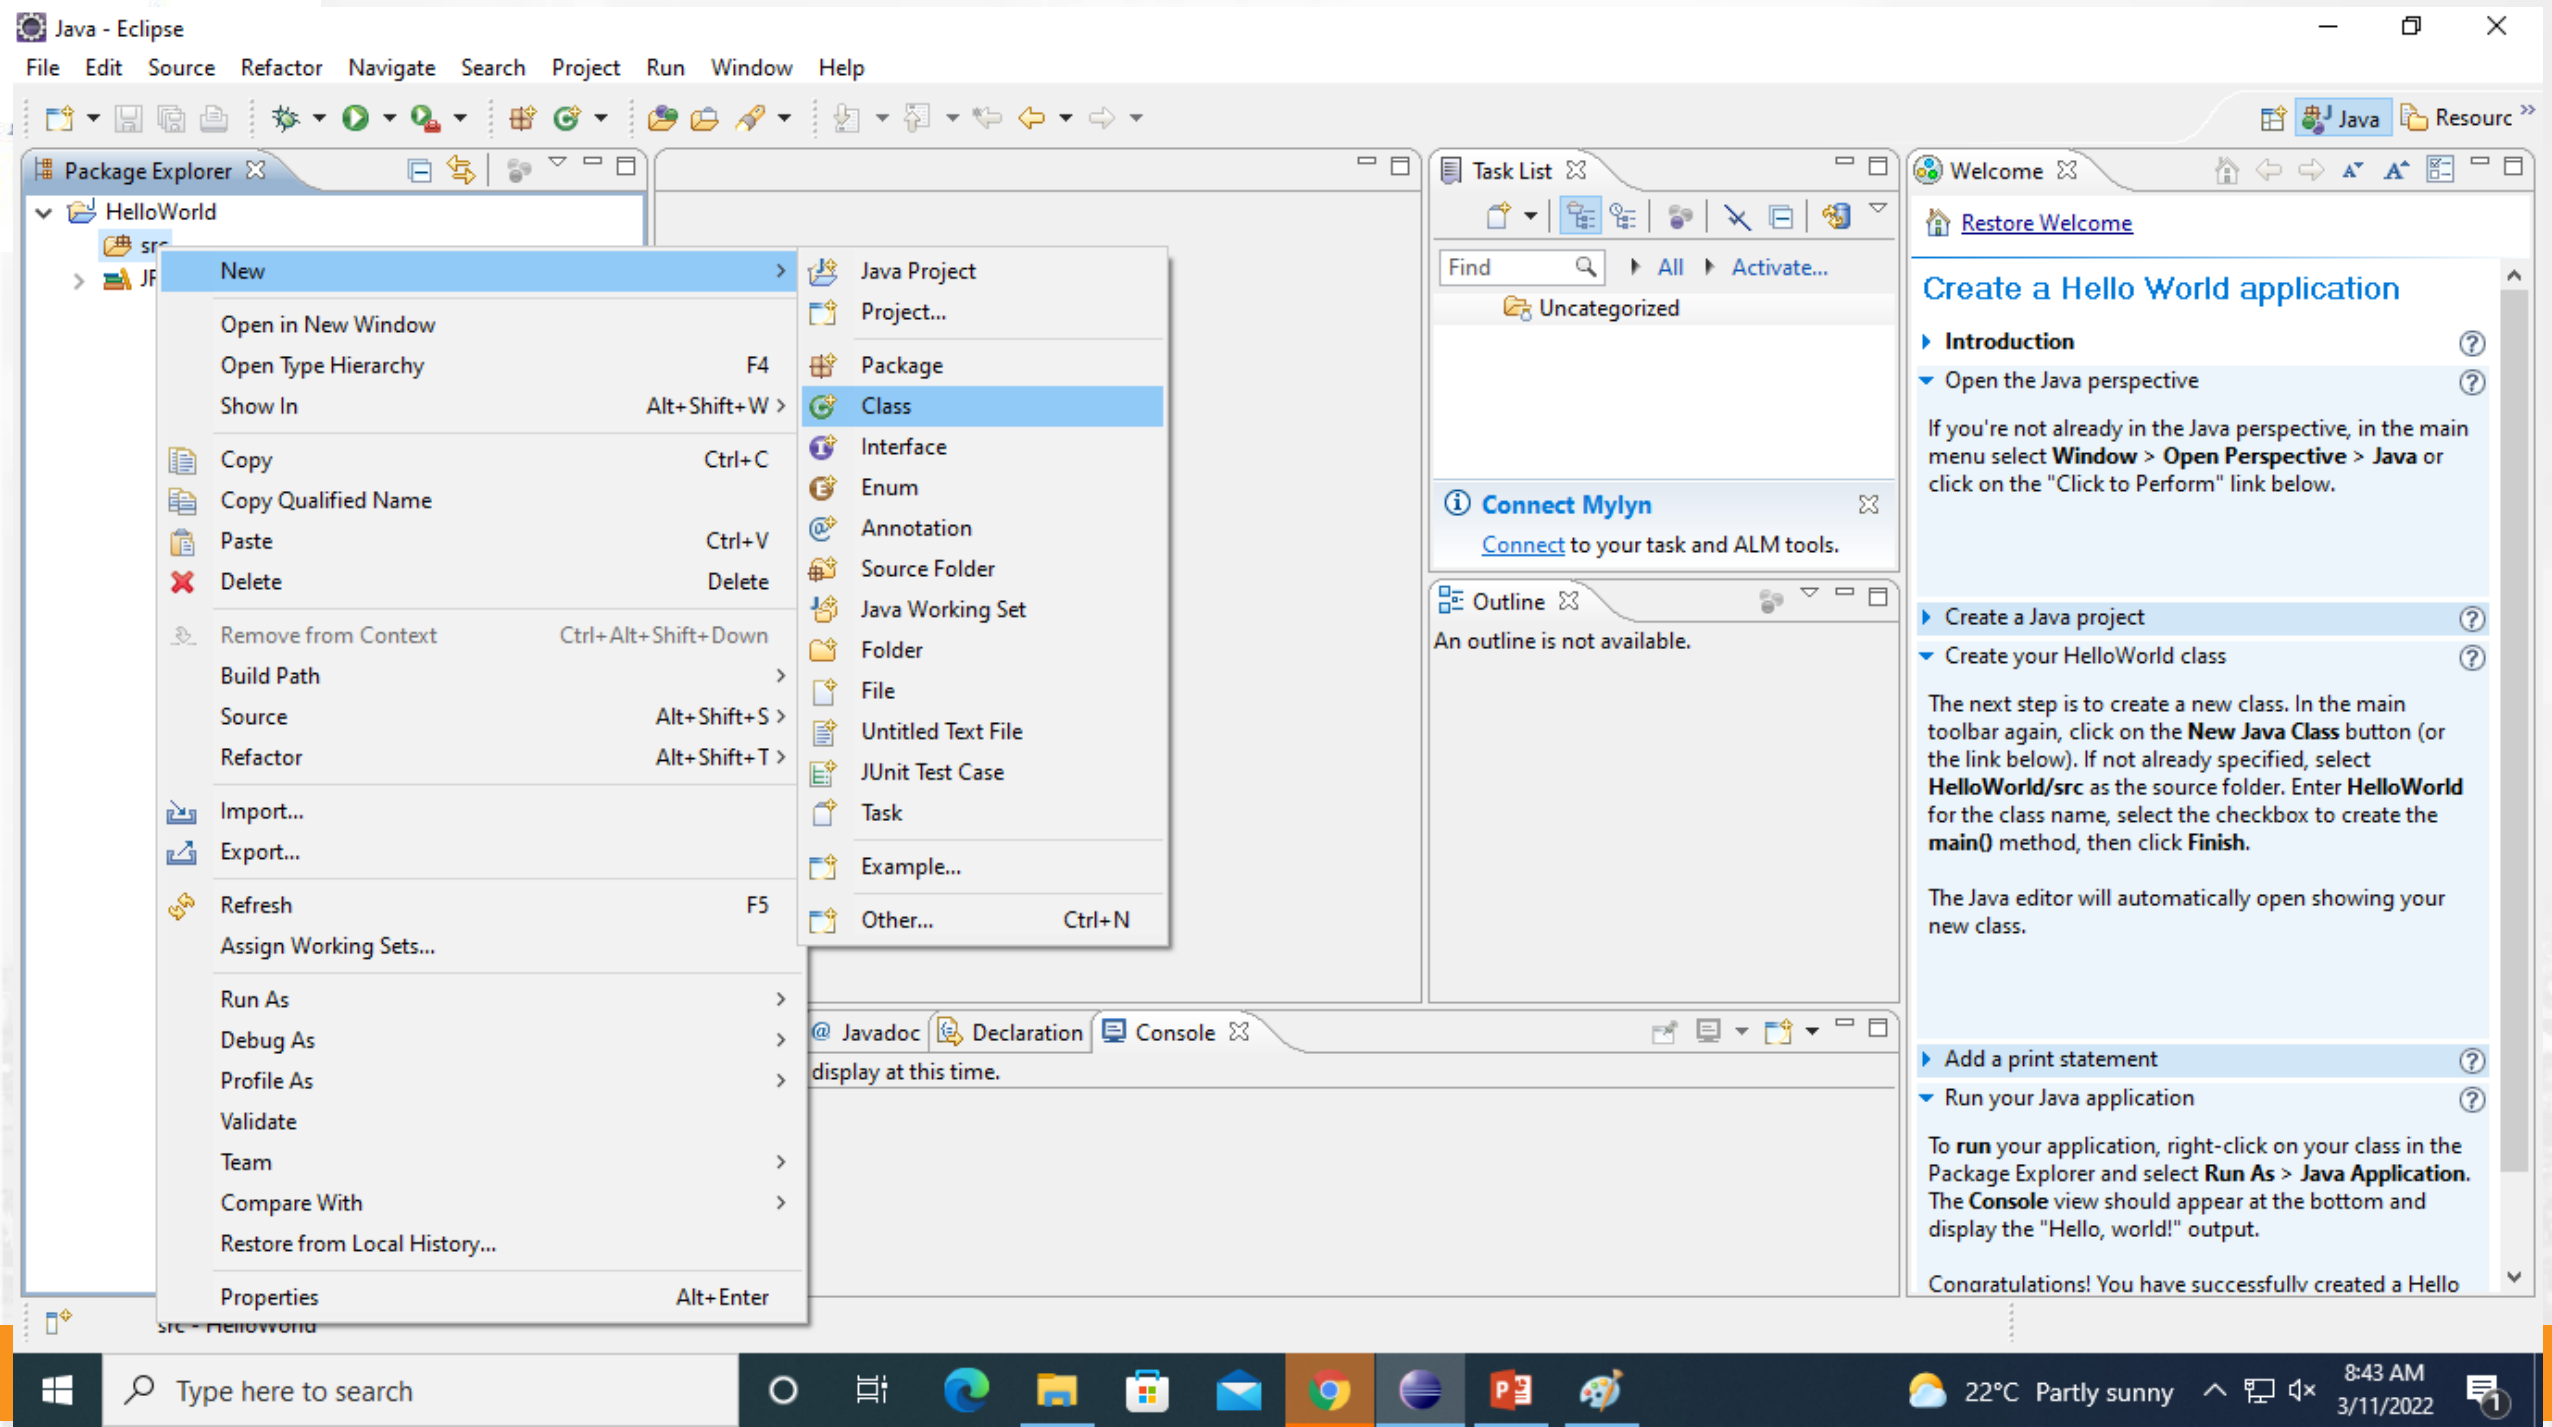 Java - Eclipse
File Edit Source Refactor Navigate Search Project Run Window Help
Java Resourc
Package Explorer
HelloWorld
src
New
Open in New Window
Open Type Hierarchy F4
Show In Alt+Shift+W
Copy Ctrl+C
Copy Qualified Name
Paste Ctrl+V
Delete Delete
Remove from Context Ctrl+Alt+Shift+Down
Build Path
Source Alt+Shift+S
Refactor Alt+Shift+T
Import...
Export...
Refresh F5
Assign Working Sets...
Run As
Debug As
Profile As
Validate
Team
Compare With
Restore from Local History...
Properties Alt+Enter
Java Project
Project...
Package
Class
Interface
Enum
Annotation
Source Folder
Java Working Set
Folder
File
Untitled Text File
JUnit Test Case
Task
Example...
Other... Ctrl+N
Task List
Find All Activate...
Uncategorized
Connect Mylyn
Connect to your task and ALM tools.
Outline
An outline is not available.
@ Javadoc Declaration Console
display at this time.
Welcome
Restore Welcome
Create a Hello World application
Introduction
Open the Java perspective
If you're not already in the Java perspective, in the main
menu select Window > Open Perspective > Java or
click on the "Click to Perform" link below.
Create a Java project
Create your HelloWorld class
The next step is to create a new class. In the main
toolbar again, click on the New Java Class button (or
the link below). If not already specified, select
HelloWorld/src as the source folder. Enter HelloWorld
for the class name, select the checkbox to create the
main() method, then click Finish.
The Java editor will automatically open showing your
new class.
Add a print statement
Run your Java application
To run your application, right-click on your class in the
Package Explorer and select Run As > Java Application.
The Console view should appear at the bottom and
display the "Hello, world!" output.
Congratulations! You have successfully created a Hello
src - HelloWorld
Type here to search
22°C Partly sunny
8:43 AM
3/11/2022
1